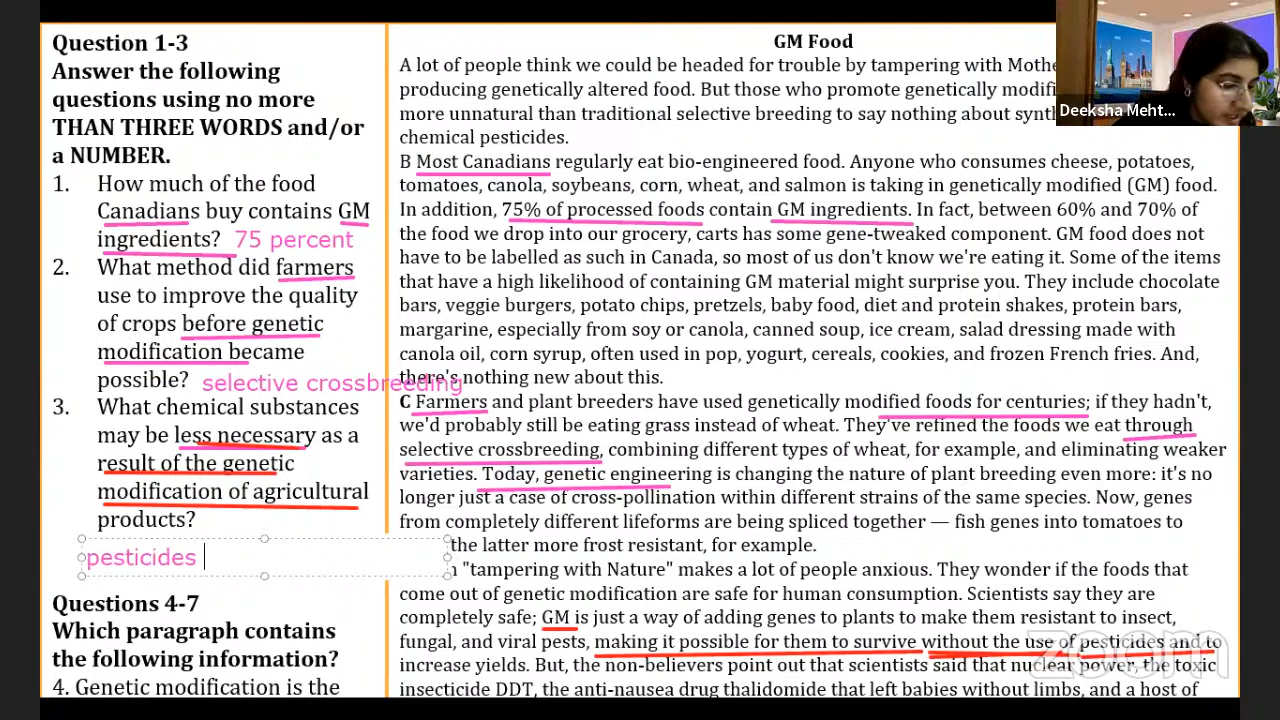 Question 1-3
Answer the following
questions using no more
THAN THREE WORDS and/or
a NUMBER.
1. How much of the food
Canadians buy contains GM
ingredients? 75 percent
2. What method did farmers
use to improve the quality
of crops before genetic
modification became
possible? selective crossbreeding
3. What chemical substances
may be less necessary as a
result of the genetic
modification of agricultural
products?
pesticides
Questions 4-7
Which paragraph contains
the following information?
4. Genetic modification is the
GM Food
A lot of people think we could be headed for trouble by tampering with
producing genetically altered food. But those who promote genetically
more unnatural than traditional selective breeding to say nothing about
chemical pesticides.
B Most Canadians regularly eat bio-engineered food. Anyone who consumes cheese, potatoes,
tomatoes, canola, soybeans, corn, wheat, and salmon is taking in genetically modified (GM) food.
In addition, 75% of processed foods contain GM ingredients. In fact, between 60% and 70% of
the food we drop into our grocery, carts has some gene-tweaked component. GM food does not
have to be labelled as such in Canada, so most of us don't know we're eating it. Some of the items
that have a high likelihood of containing GM material might surprise you. They include chocolate
bars, veggie burgers, potato chips, pretzels, baby food, diet and protein shakes, protein bars,
margarine, especially from soy or canola, canned soup, ice cream, salad dressing made with
canola oil, corn syrup, often used in pop, yogurt, cereals, cookies, and frozen French fries. And,
there's nothing new about this.
C Farmers and plant breeders have used genetically modified foods for centuries; if they hadn't,
we'd probably still be eating grass instead of wheat. They've refined the foods we eat through
selective crossbreeding, combining different types of wheat, for example, and eliminating weaker
varieties. Today, genetic engineering is changing the nature of plant breeding even more: it's no
longer just a case of cross-pollination within different strains of the same species. Now, genes
from completely different lifeforms are being spliced together — fish genes into tomatoes to
the latter more frost resistant, for example.
"tampering with Nature" makes a lot of people anxious. They wonder if the foods that
come out of genetic modification are safe for human consumption. Scientists say they are
completely safe; GM is just a way of adding genes to plants to make them resistant to insect,
fungal, and viral pests, making it possible for them to survive without the use of pesticides and to
increase yields. But, the non-believers point out that scientists said that nuclear power, the toxic
insecticide DDT, the anti-nausea drug thalidomide that left babies without limbs, and a host of
Deeksha Meht...
zoom